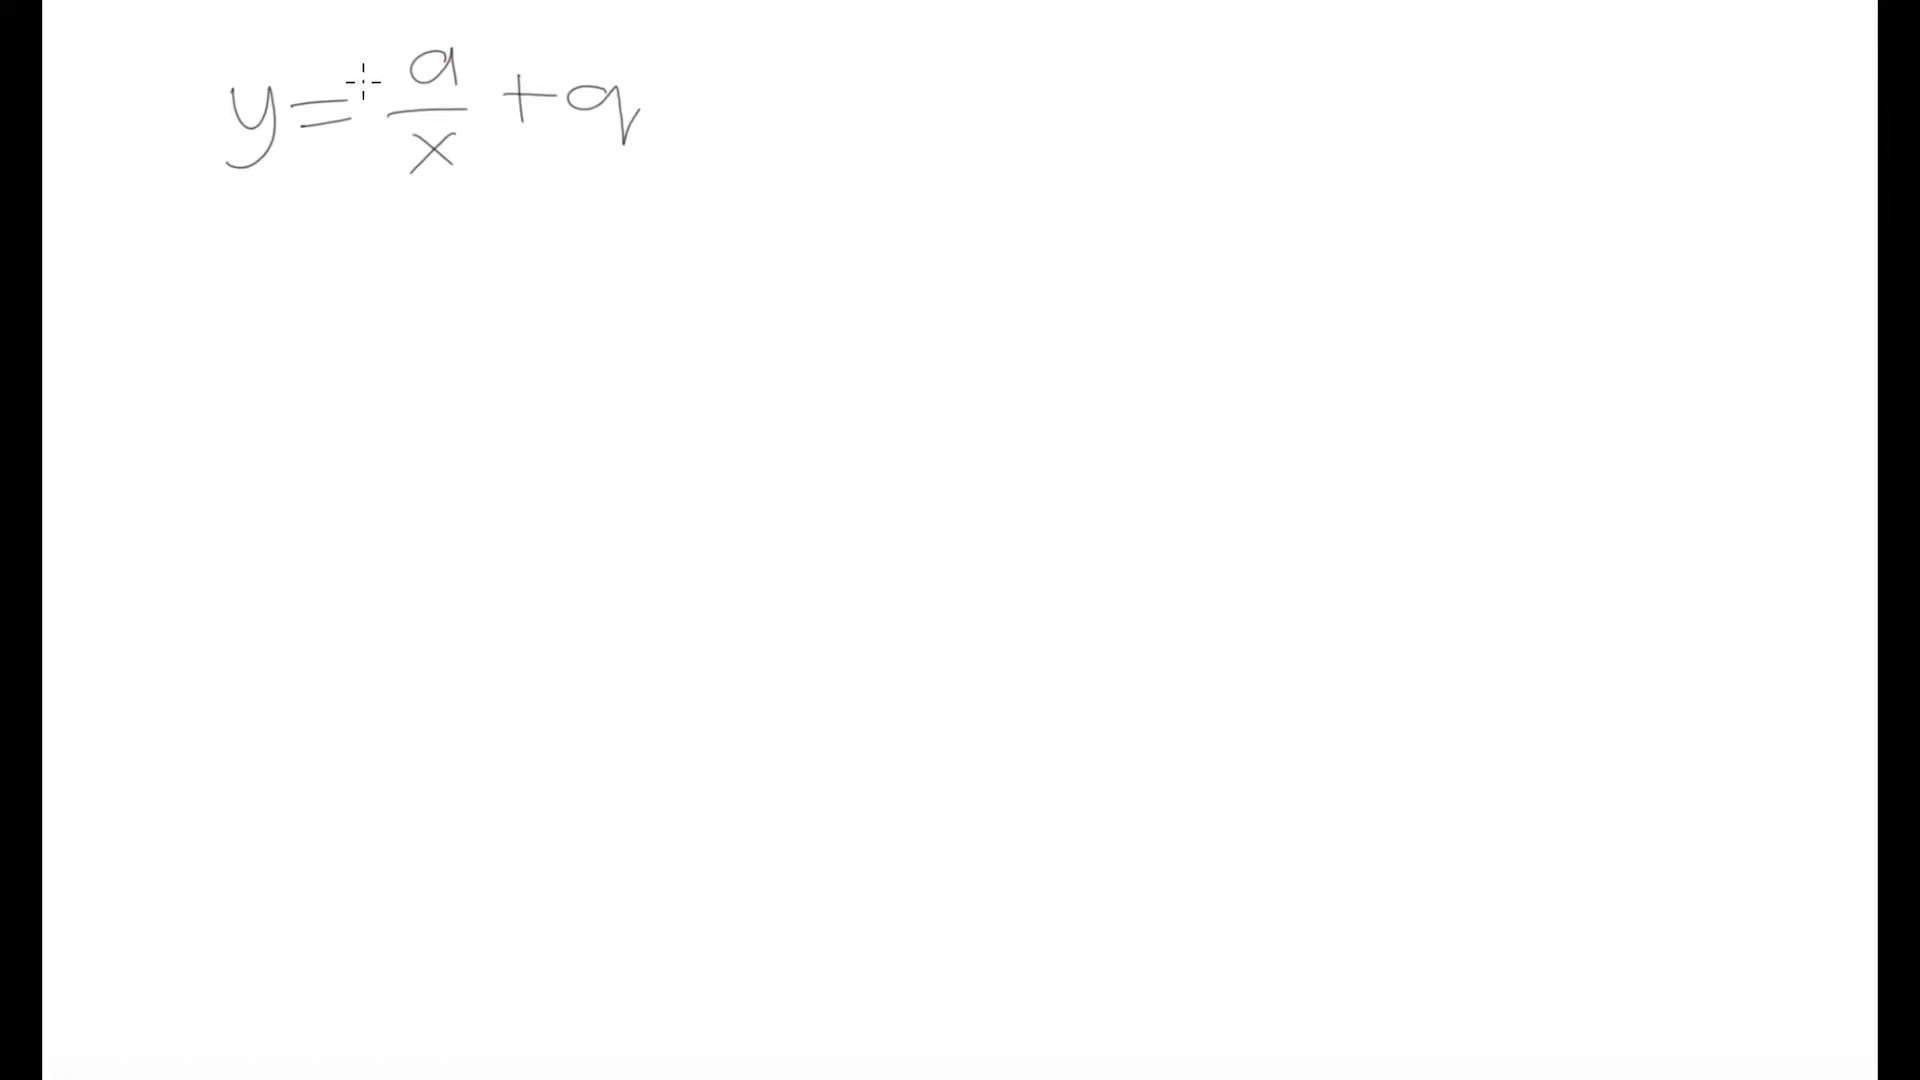 y = a/x + q